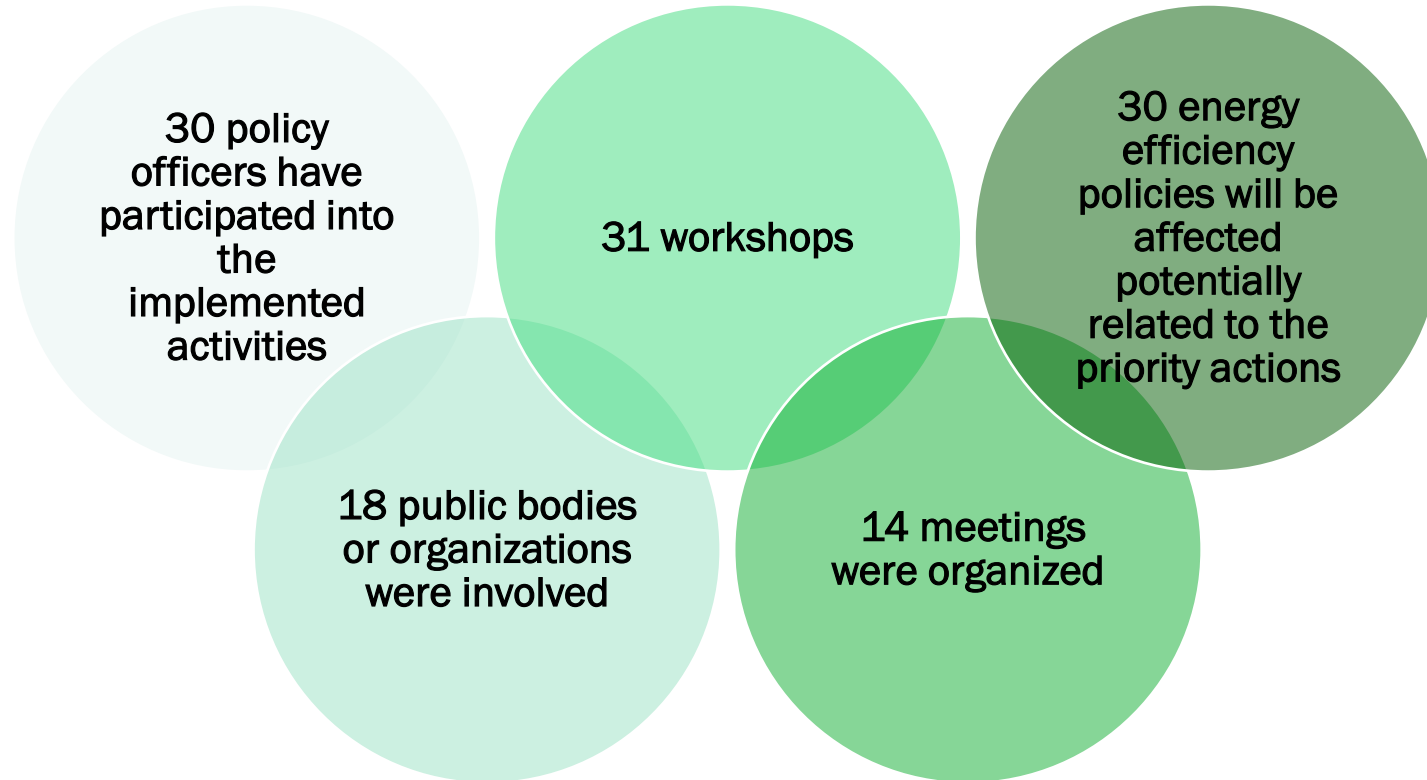 30 policy
officers have
participated into
the
implemented
activities
18 public bodies
or organizations
were involved
31 workshops
14 meetings
were organized
30 energy
efficiency
policies will be
affected
potentially
related to the
priority actions